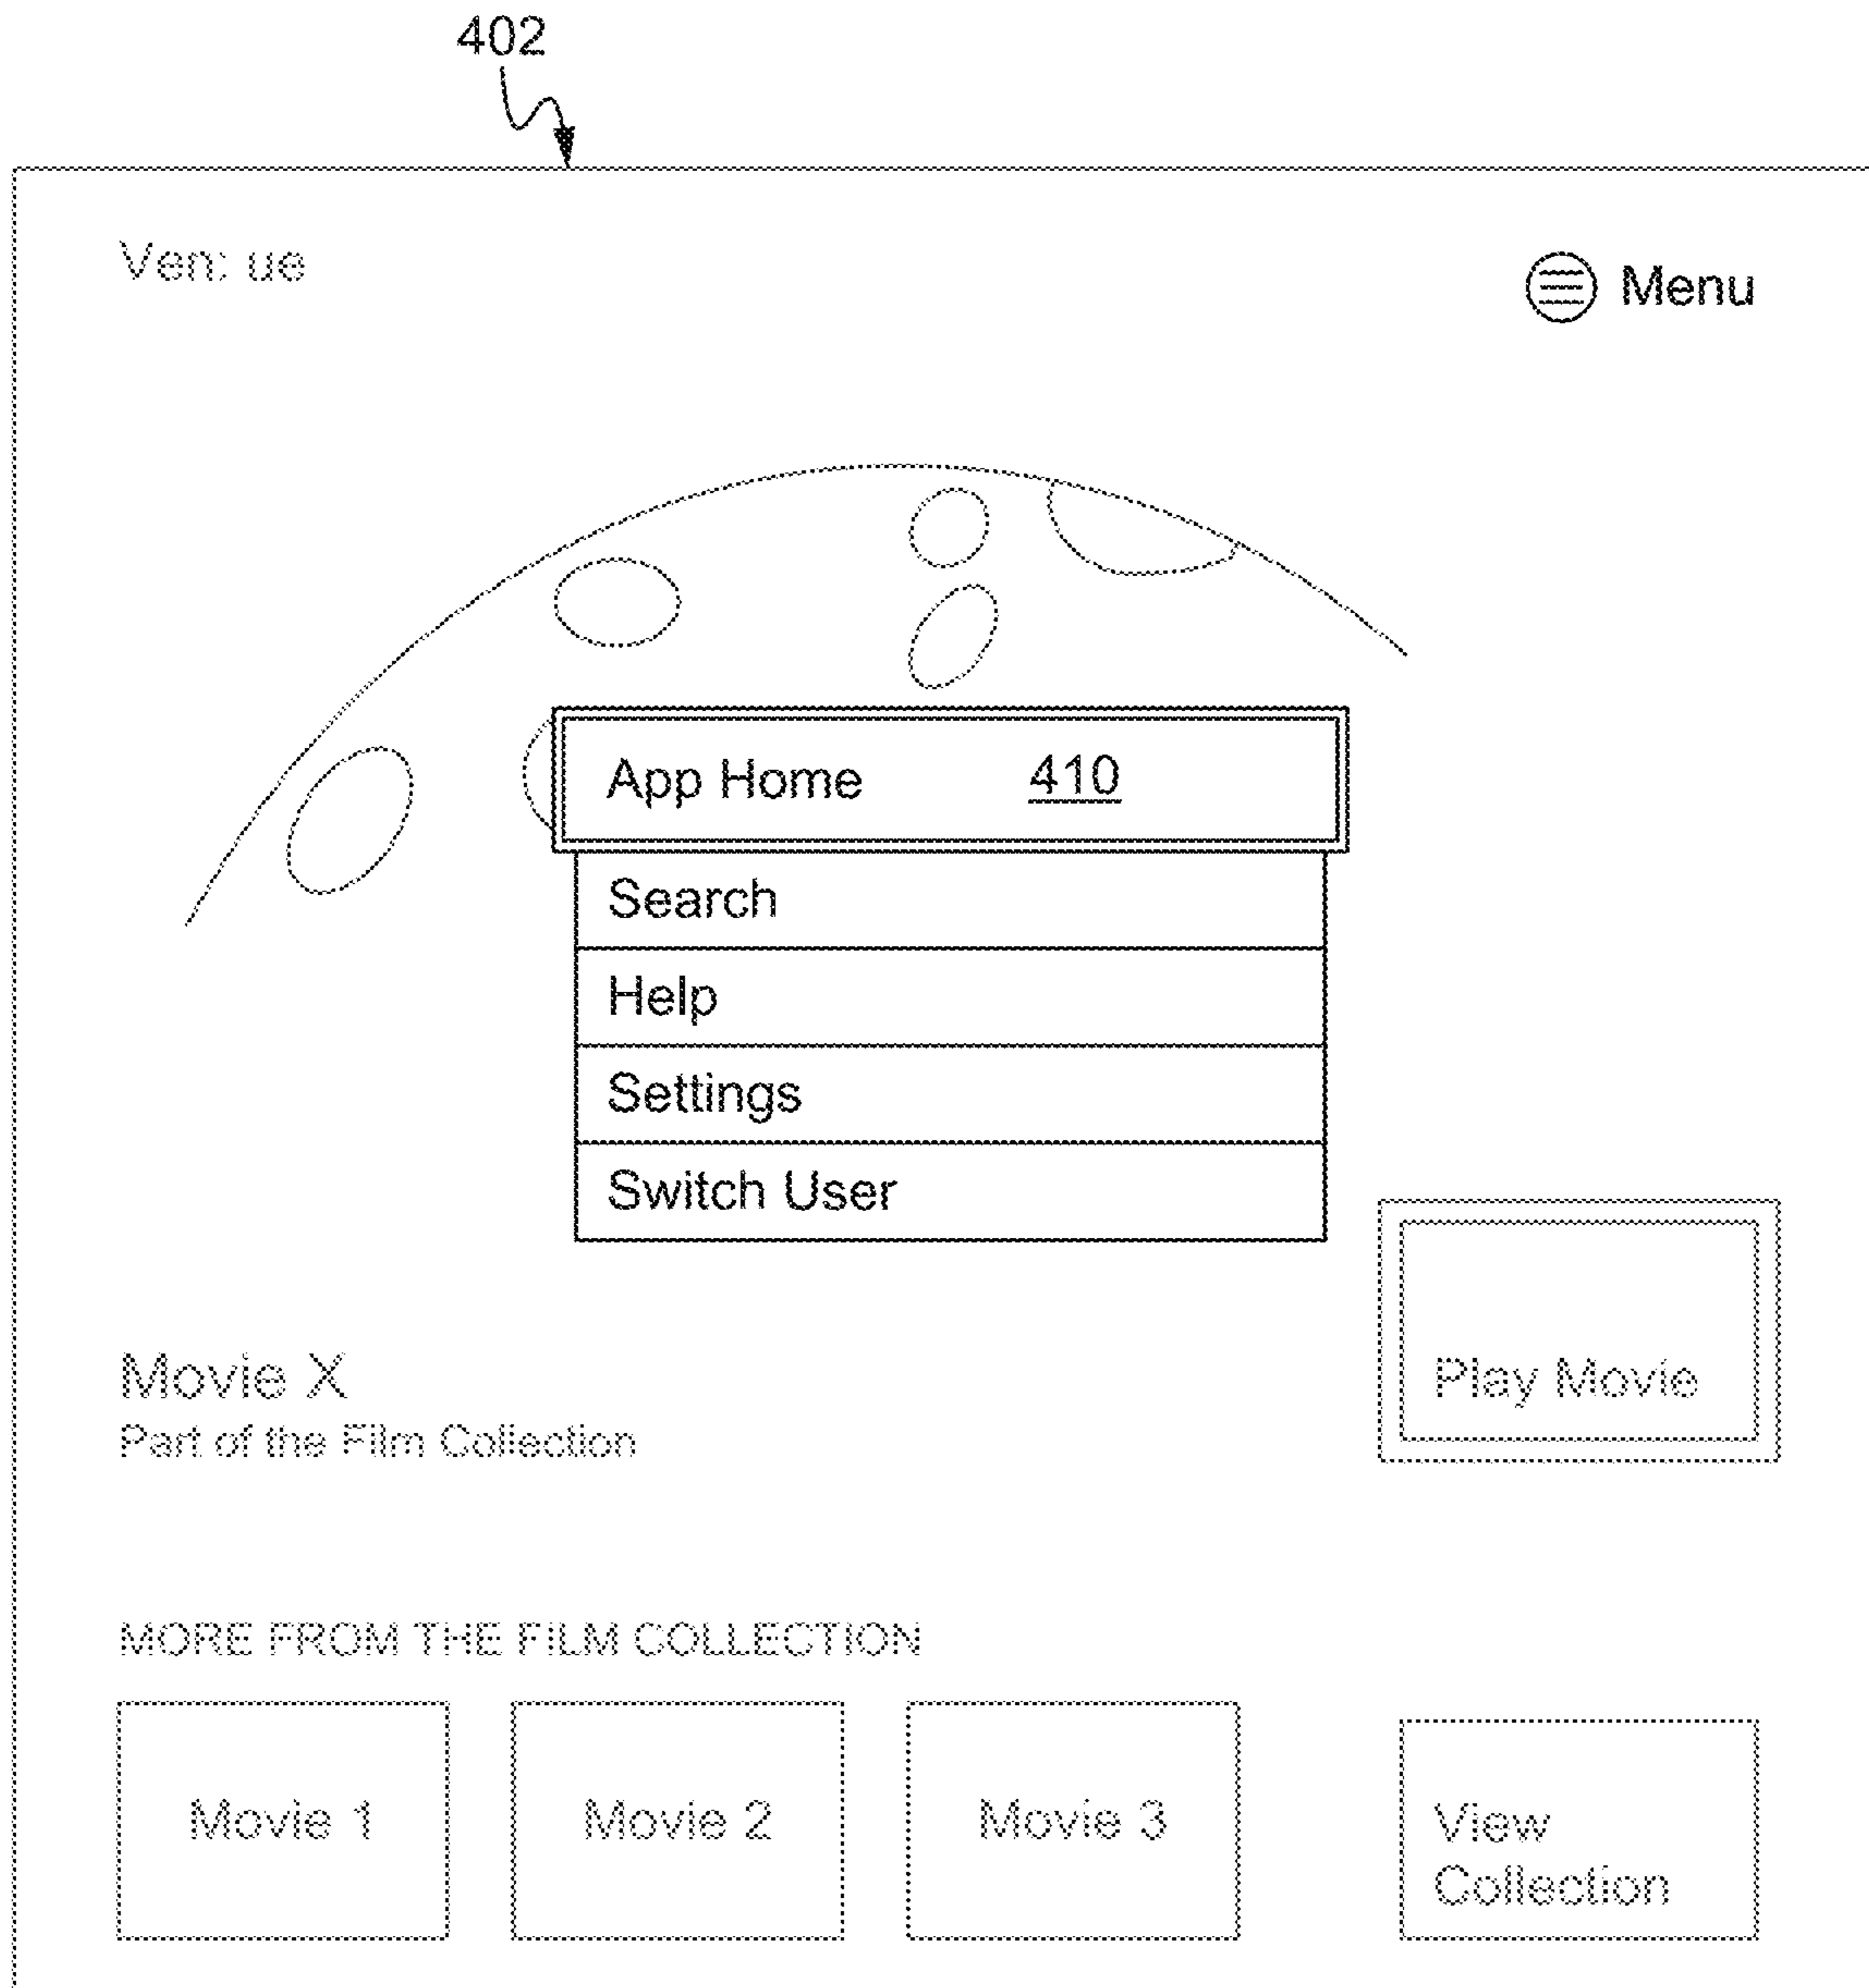 402
Ven: ue
Menu
App Home 410
Search
Help
Settings
Switch User
Play Movie
Movie X
Part of the Film Collection
MORE FROM THE FILM COLLECTION
Movie 1
Movie 2
Movie 3
View
Collection